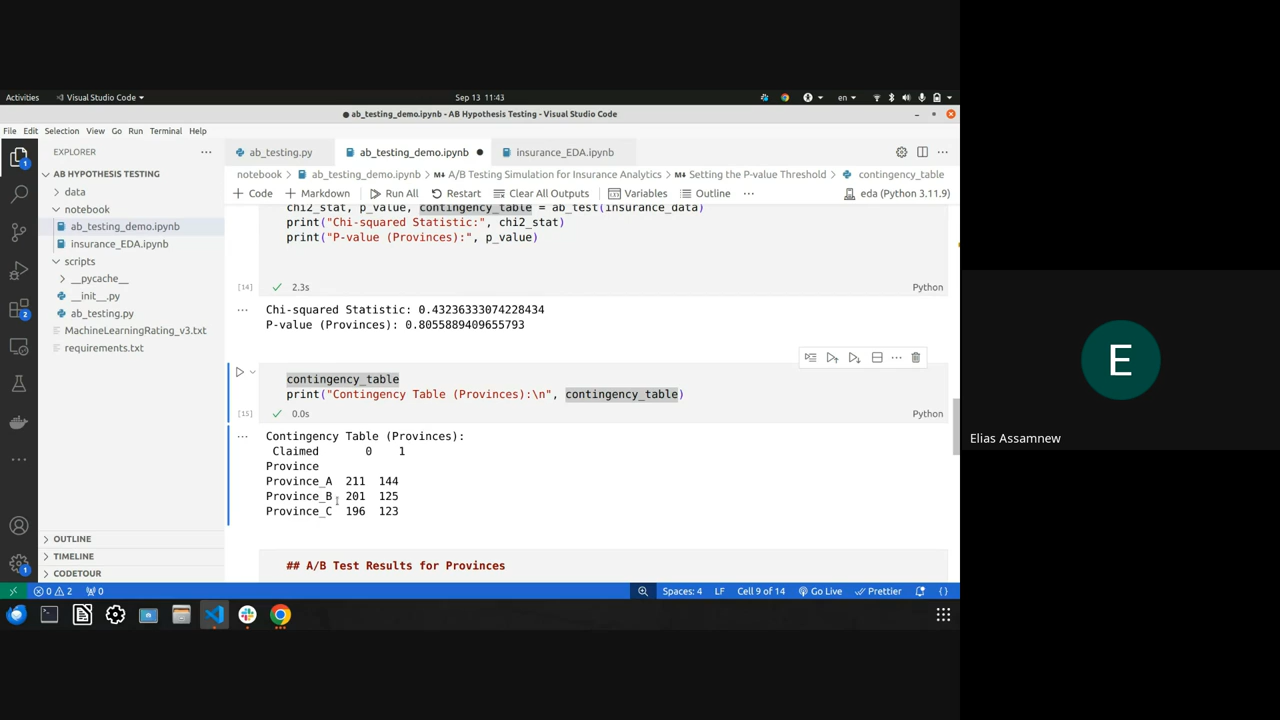 Activities
Visual Studio Code
Sep 13 11:43
en
● ab_testing_demo.ipynb - AB Hypothesis Testing - Visual Studio Code
File Edit Selection View Go Run Terminal Help
EXPLORER
AB HYPOTHESIS TESTING
data
notebook
ab_testing_demo.ipynb
insurance_EDA.ipynb
scripts
__pycache__
__init__.py
ab_testing.py
MachineLearningRating_v3.txt
requirements.txt
OUTLINE
TIMELINE
CODETOUR
ab_testing.py
ab_testing_demo.ipynb ●
insurance_EDA.ipynb
notebook > ab_testing_demo.ipynb > M↓ A/B Testing Simulation for Insurance Analytics > M↓ Setting the P-value Threshold > contingency_table
+ Code + Markdown Run All Restart Clear All Outputs Variables Outline ··· eda (Python 3.11.9)
chi2_stat, p_value, contingency_table = ab_test(insurance_data)
print("Chi-squared Statistic:", chi2_stat)
print("P-value (Provinces):", p_value)
[14] ✓ 2.3s Python
Chi-squared Statistic: 0.43236333074228434
P-value (Provinces): 0.8055889409655793
contingency_table
print("Contingency Table (Provinces):\n", contingency_table)
[15] ✓ 0.0s Python
Contingency Table (Provinces):
Claimed 0 1
Province
Province_A 211 144
Province_B 201 125
Province_C 196 123
## A/B Test Results for Provinces
1
2
1
0 2 0
Spaces: 4 LF Cell 9 of 14 Go Live Prettier { }
E
Elias Assamnew